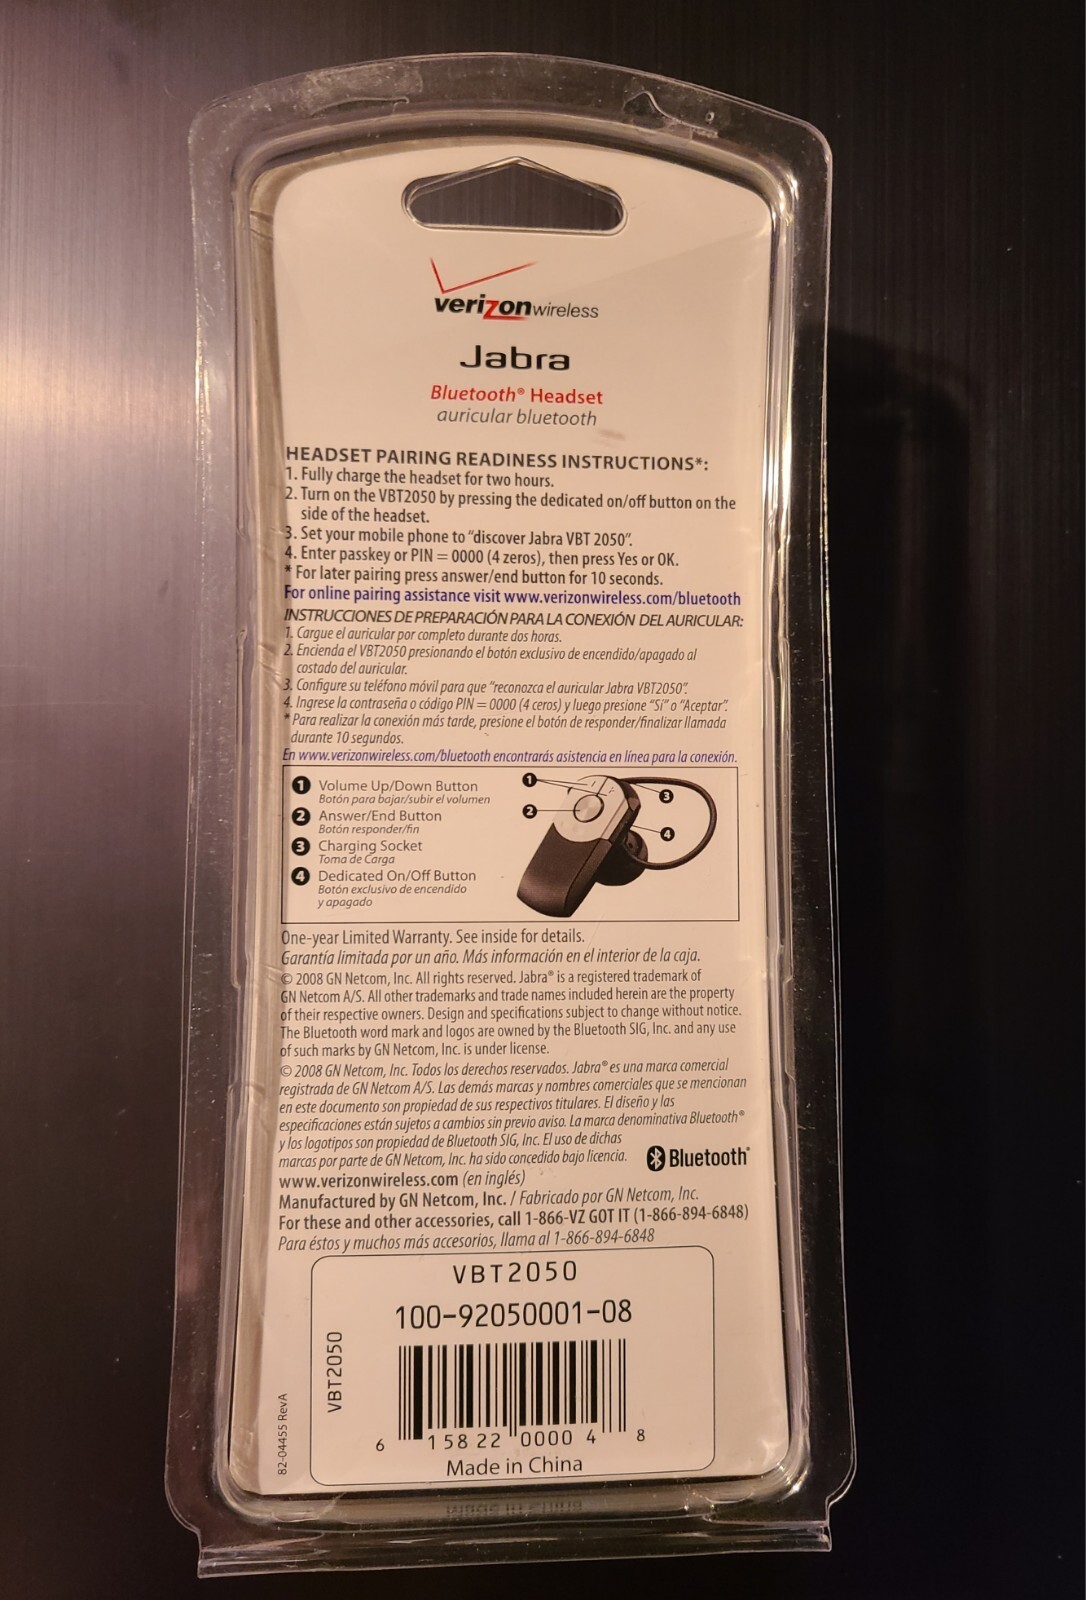 verizonwireless
Jabra
Bluetooth® Headset
auricular bluetooth
HEADSET PAIRING READINESS INSTRUCTIONS*:
1. Fully charge the headset for two hours.
2. Turn on the VBT2050 by pressing the dedicated on/off button on the
side of the headset.
3. Set your mobile phone to "discover Jabra VBT 2050".
4. Enter passkey or PIN = 0000 (4 zeros), then press Yes or OK.
* For later pairing press answer/end button for 10 seconds.
For online pairing assistance visit www.verizonwireless.com/bluetooth
INSTRUCCIONES DE PREPARACIÓN PARA LA CONEXIÓN DEL AURICULAR:
1. Cargue el auricular por completo durante dos horas.
2. Encienda el VBT2050 presionando el botón exclusivo de encendido/apagado al
costado del auricular.
3. Configure su teléfono móvil para que "reconozca el auricular Jabra VBT2050".
4. Ingrese la contraseña o código PIN = 0000 (4 ceros) y luego presione "Sí" o "Aceptar".
* Para realizar la conexión más tarde, presione el botón de responder/finalizar llamada
durante 10 segundos.
En www.verizonwireless.com/bluetooth encontrarás asistencia en línea para la conexión.
1 Volume Up/Down Button
Botón para bajar/subir el volumen
2 Answer/End Button
Botón responder/fin
3 Charging Socket
Toma de Carga
4 Dedicated On/Off Button
Botón exclusivo de encendido
y apagado
1
2
3
4
One-year Limited Warranty. See inside for details.
Garantía limitada por un año. Más información en el interior de la caja.
© 2008 GN Netcom, Inc. All rights reserved. Jabra® is a registered trademark of
GN Netcom A/S. All other trademarks and trade names included herein are the property
of their respective owners. Design and specifications subject to change without notice.
The Bluetooth word mark and logos are owned by the Bluetooth SIG, Inc. and any use
of such marks by GN Netcom, Inc. is under license.
© 2008 GN Netcom, Inc. Todos los derechos reservados. Jabra® es una marca comercial
registrada de GN Netcom A/S. Las demás marcas y nombres comerciales que se mencionan
en este documento son propiedad de sus respectivos titulares. El diseño y las
especificaciones están sujetos a cambios sin previo aviso. La marca denominativa Bluetooth®
y los logotipos son propiedad de Bluetooth SIG, Inc. El uso de dichas
marcas por parte de GN Netcom, Inc. ha sido concedido bajo licencia.
Bluetooth®
www.verizonwireless.com (en inglés)
Manufactured by GN Netcom, Inc. / Fabricado por GN Netcom, Inc.
For these and other accessories, call 1-866-VZ GOT IT (1-866-894-6848)
Para éstos y muchos más accesorios, llama al 1-866-894-6848
VBT2050
100-92050001-08
VBT2050
82-04455 RevA
6 15822 00004 8
Made in China